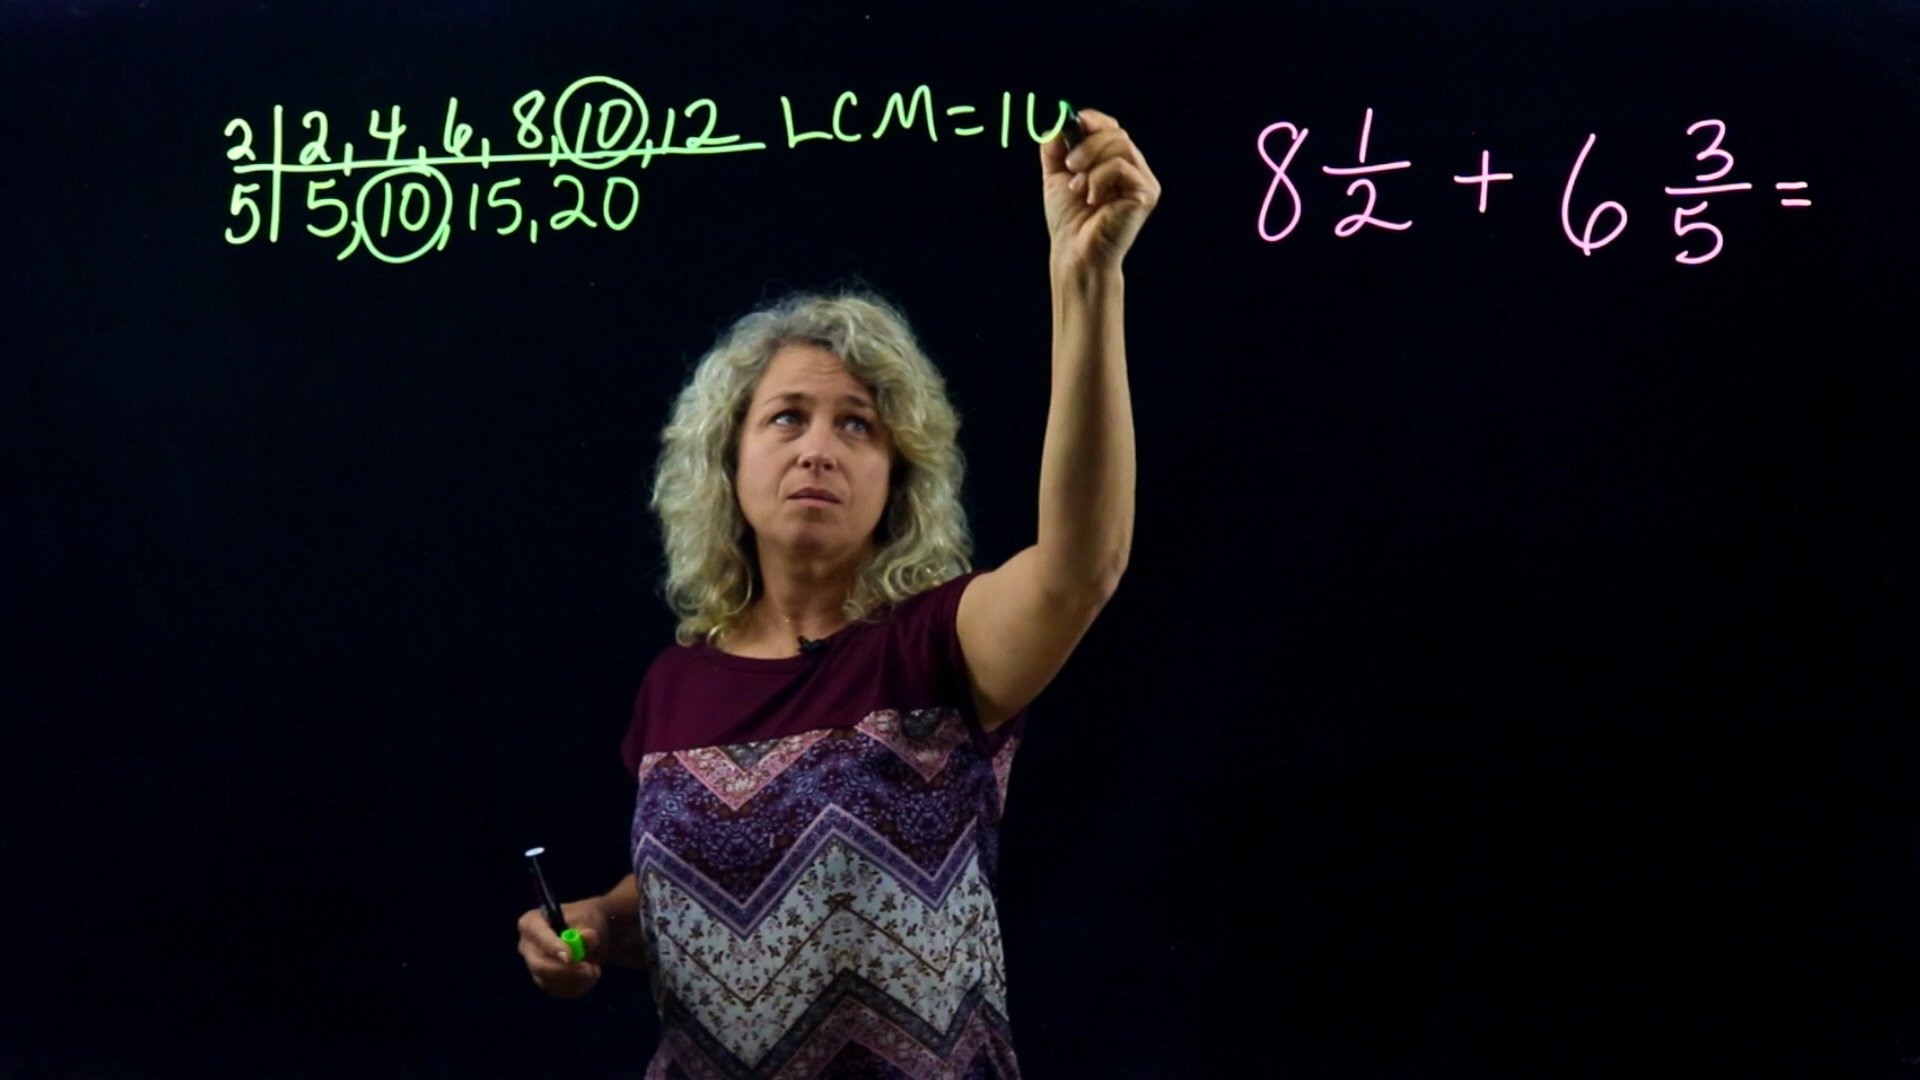 2 | 2, 4, 6, 8, 10, 12 LCM = 10
5 | 5, 10, 15, 20
8 1/2 + 6 3/5 =